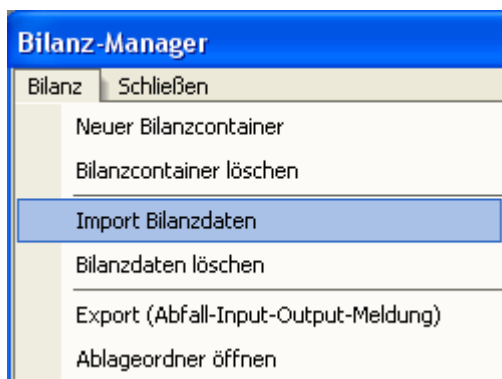 Bilanz-Manager
Bilanz Schließen
Neuer Bilanzcontainer
Bilanzcontainer löschen
Import Bilanzdaten
Bilanzdaten löschen
Export (Abfall-Input-Output-Meldung)
Ablageordner öffnen